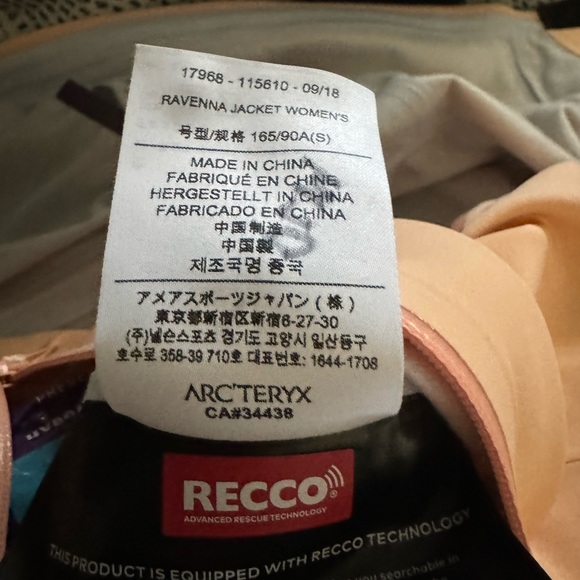 17968 - 115610 - 09/18
RAVENNA JACKET WOMEN'S
号型/规格 165/90A(S)
MADE IN CHINA
FABRIQUÉ EN CHINE
HERGESTELLT IN CHINA
FABRICADO EN CHINA
中国制造
中国製
제조국명 중국
アメアスポーツジャパン (株)
東京都新宿区新宿6-27-30
(주)넬슨스포츠 경기도 고양시 일산동구
호수로 358-39 710호 대표번호: 1644-1708
ARC'TERYX
CA#34438
RECCO®
ADVANCED RESCUE TECHNOLOGY
THIS PRODUCT IS EQUIPPED WITH RECCO TECHNOLOGY
you searchable in